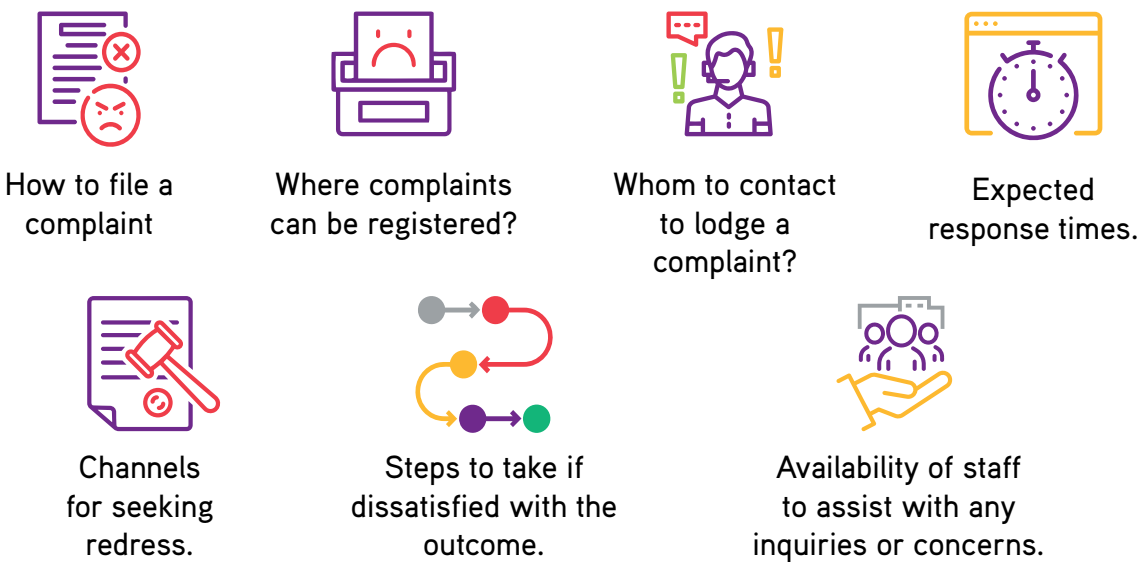 How to file a
complaint
Where complaints
can be registered?
Whom to contact
to lodge a
complaint?
Expected
response times.
Channels
for seeking
redress.
Steps to take if
dissatisfied with the
outcome.
Availability of staff
to assist with any
inquiries or concerns.